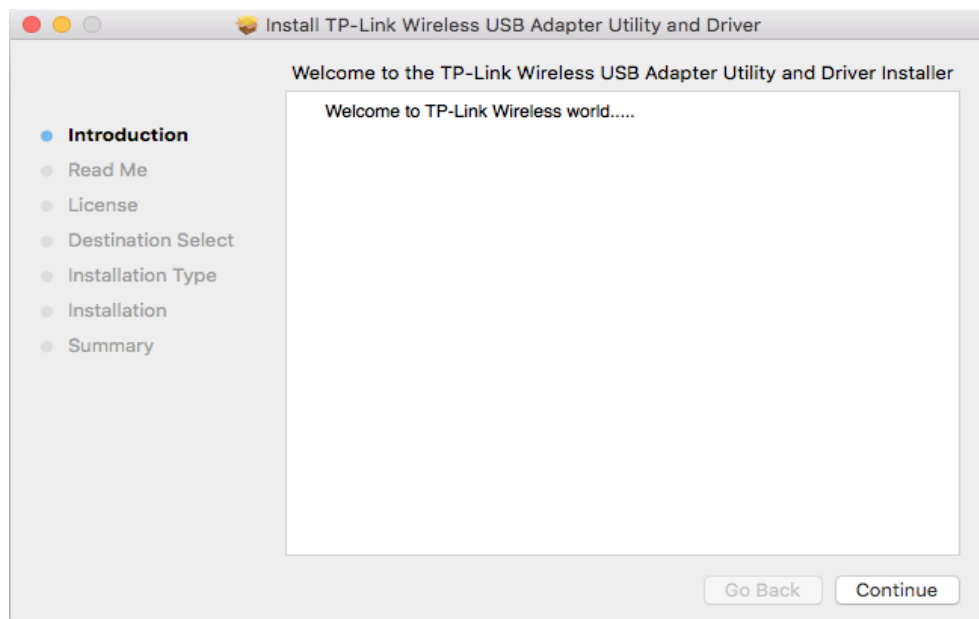 Install TP-Link Wireless USB Adapter Utility and Driver
Welcome to the TP-Link Wireless USB Adapter Utility and Driver Installer
Welcome to TP-Link Wireless world.....
Introduction
Read Me
License
Destination Select
Installation Type
Installation
Summary
Go Back
Continue